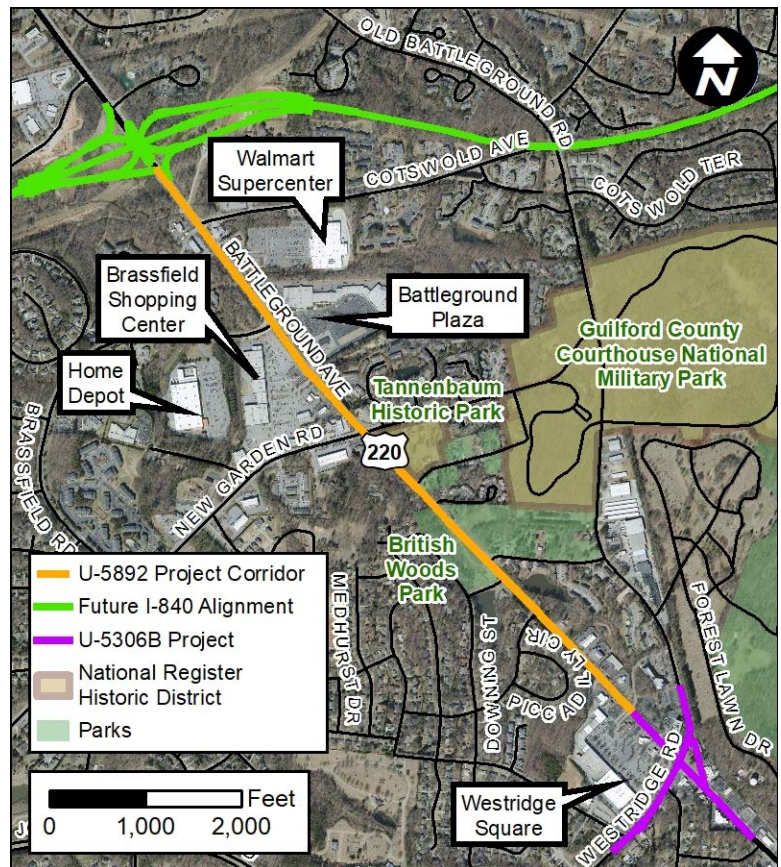 OLD BATTLEGROUND RD
N
Walmart
Supercenter
COTSWOLD AVE
COTSWOLD TER
Brassfield
Shopping
Center
BATTLEGROUND AVE
Battleground
Plaza
Guilford County
Courthouse National
Military Park
Home
Depot
Tannenbaum
Historic Park
BRASSFIELD RD
NEW GARDEN RD
220
British
Woods
Park
U-5892 Project Corridor
Future I-840 Alignment
U-5306B Project
National Register
Historic District
Parks
MEDHURST DR
DOWNING ST
PICCADILLY CIR
FOREST LAWN DR
WESTRIDGE RD
Westridge
Square
Feet
0 1,000 2,000